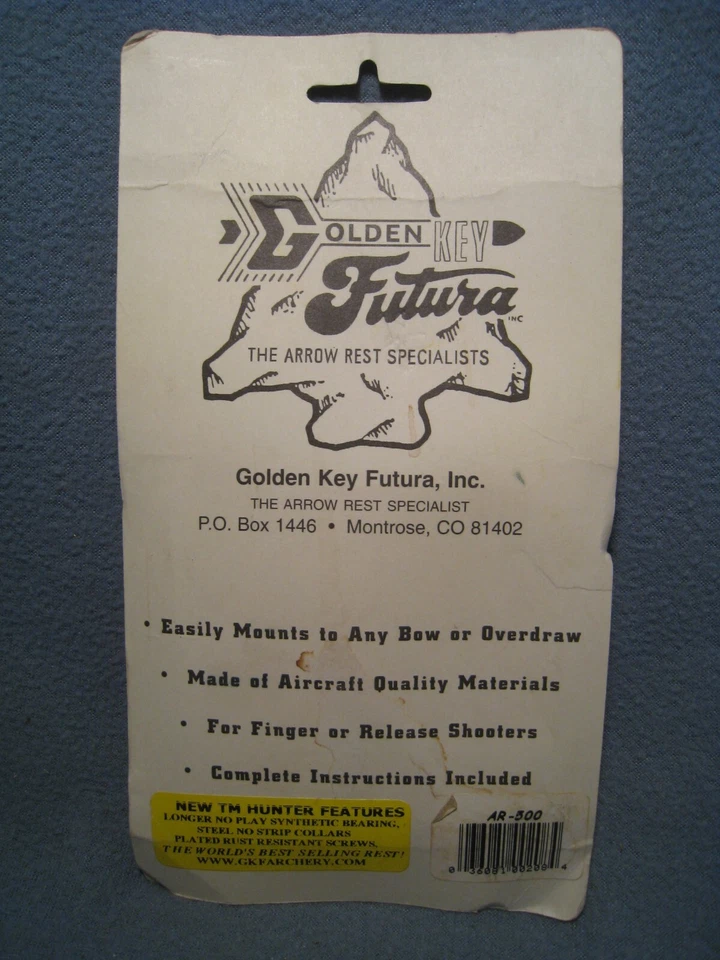 GOLDEN KEY
Futura INC
THE ARROW REST SPECIALISTS
Golden Key Futura, Inc.
THE ARROW REST SPECIALIST
P.O. Box 1446 • Montrose, CO 81402
• Easily Mounts to Any Bow or Overdraw
• Made of Aircraft Quality Materials
• For Finger or Release Shooters
• Complete Instructions Included
NEW TM HUNTER FEATURES
LONGER NO PLAY SYNTHETIC BEARING,
STEEL NO STRIP COLLARS
PLATED RUST RESISTANT SCREWS.
THE WORLD'S BEST SELLING REST!
WWW.GKFARCHERY.COM
AR-500
0 4